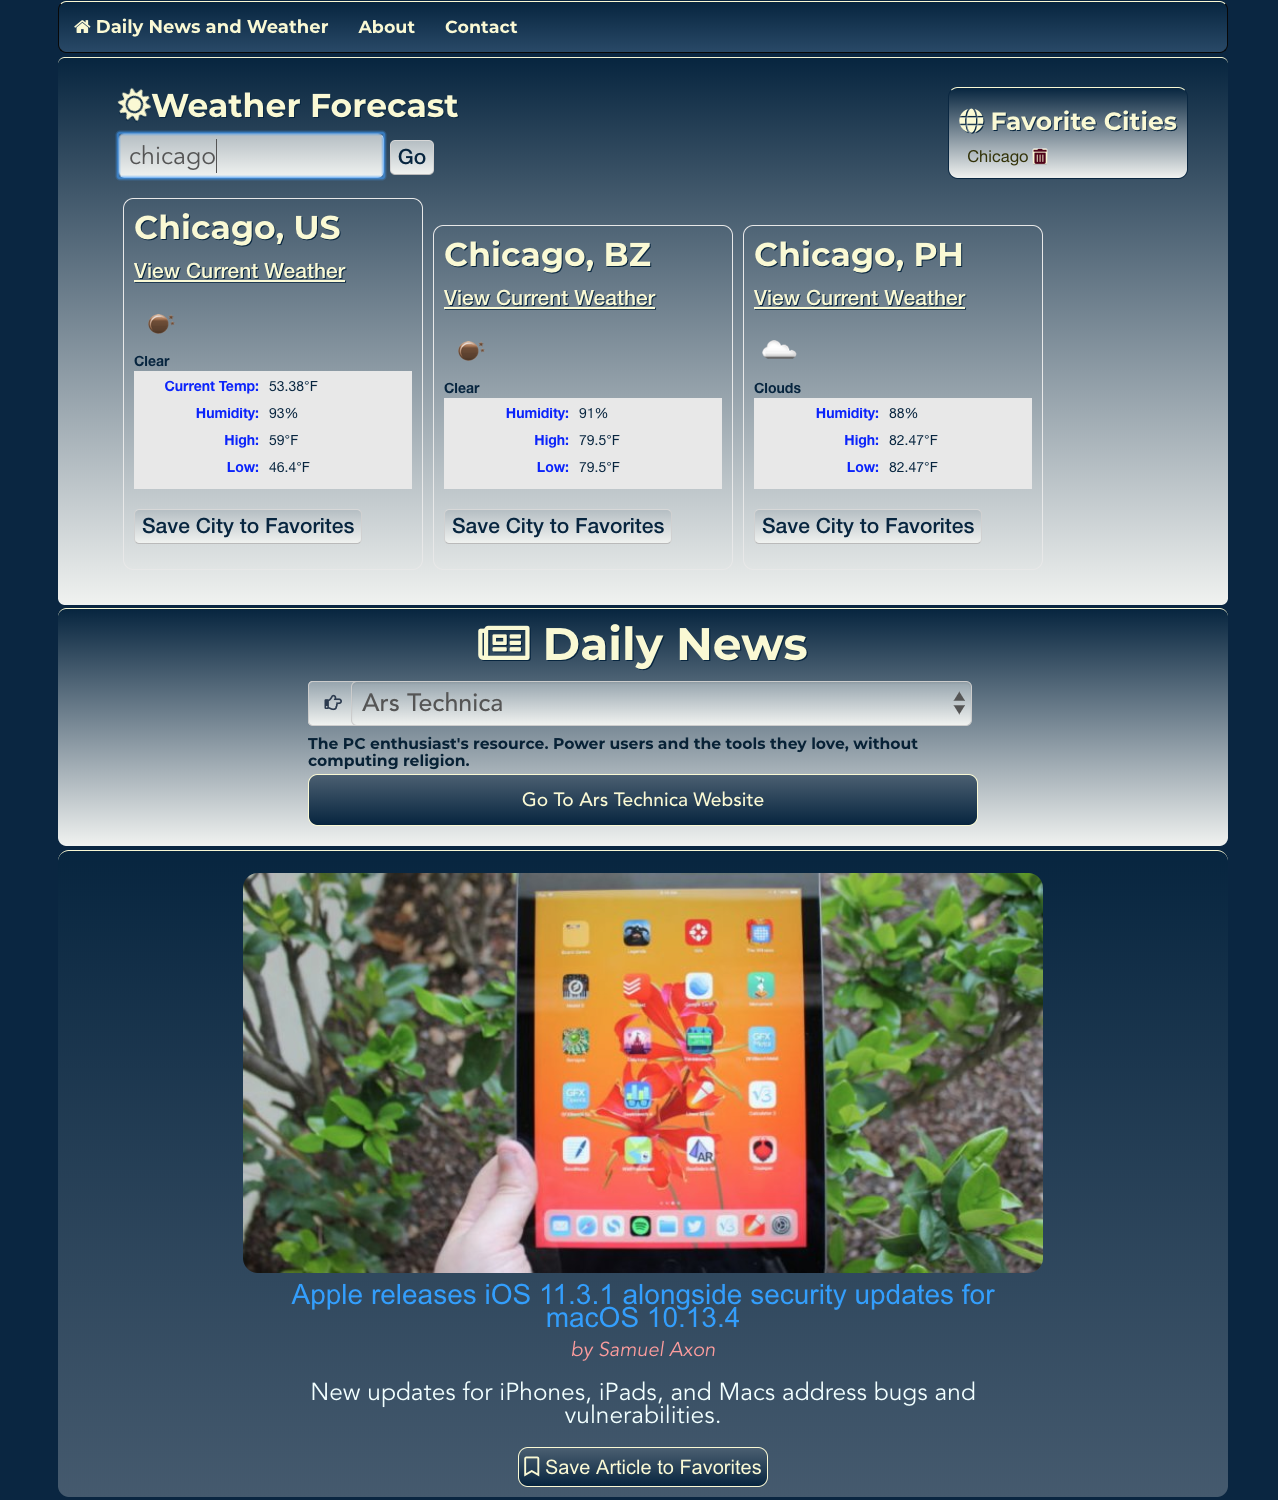 Daily News and Weather About Contact
Weather Forecast
Favorite Cities
chicago Go
Chicago
Chicago, US
View Current Weather
Clear
Current Temp: 53.38°F
Humidity: 93%
High: 59°F
Low: 46.4°F
Save City to Favorites
Chicago, BZ
View Current Weather
Clear
Humidity: 91%
High: 79.5°F
Low: 79.5°F
Save City to Favorites
Chicago, PH
View Current Weather
Clouds
Humidity: 88%
High: 82.47°F
Low: 82.47°F
Save City to Favorites
Daily News
Ars Technica
The PC enthusiast's resource. Power users and the tools they love, without
computing religion.
Go To Ars Technica Website
GFX
GFX
√3
AR
√3
Apple releases iOS 11.3.1 alongside security updates for
macOS 10.13.4
by Samuel Axon
New updates for iPhones, iPads, and Macs address bugs and
vulnerabilities.
Save Article to Favorites